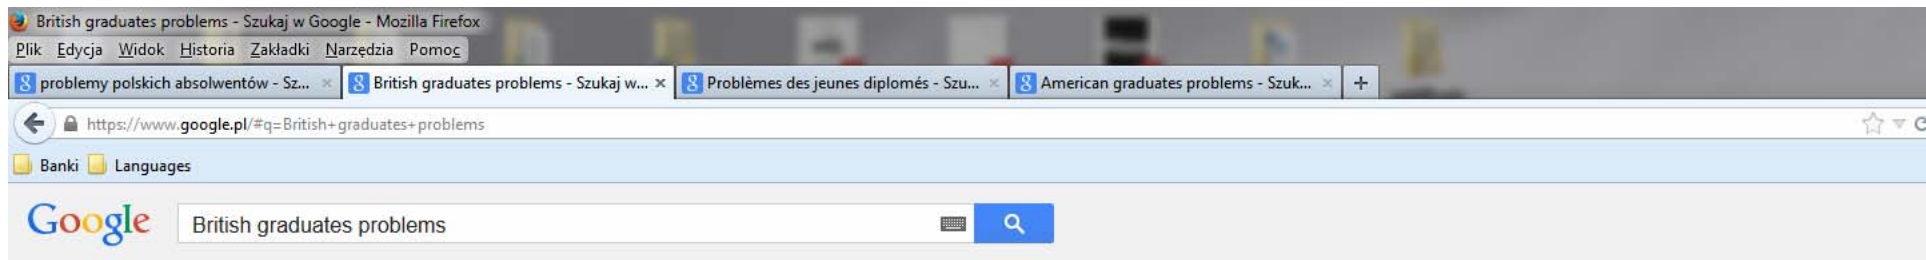 British graduates problems - Szukaj w Google - Mozilla Firefox
Plik Edycja Widok Historia Zakładki Narzędzia Pomoc
problemy polskich absolwentów - Sz... × British graduates problems - Szukaj w... × Problèmes des jeunes diplomés - Szu... × American graduates problems - Szuk... × +
https://www.google.pl/#q=British+graduates+problems
Banki Languages
Google British graduates problems